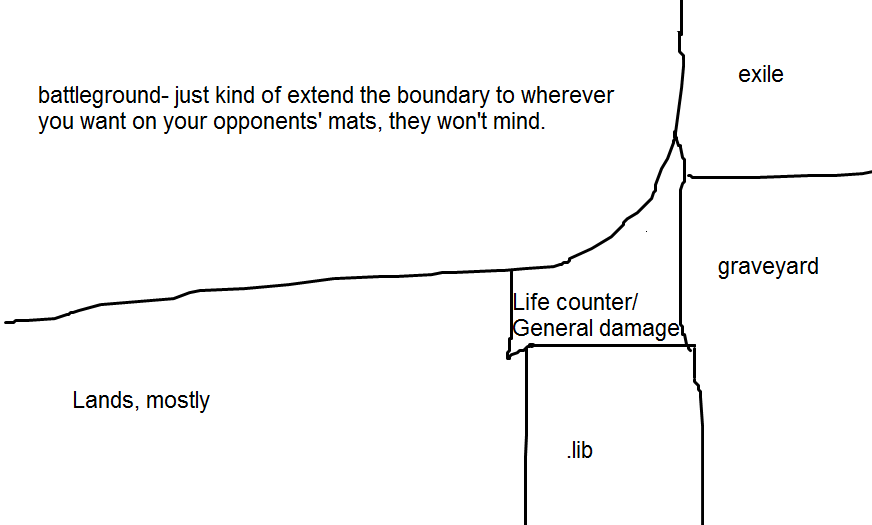 battleground- just kind of extend the boundary to wherever
you want on your opponents' mats, they won't mind.
exile
graveyard
Life counter/
General damage
Lands, mostly
.lib